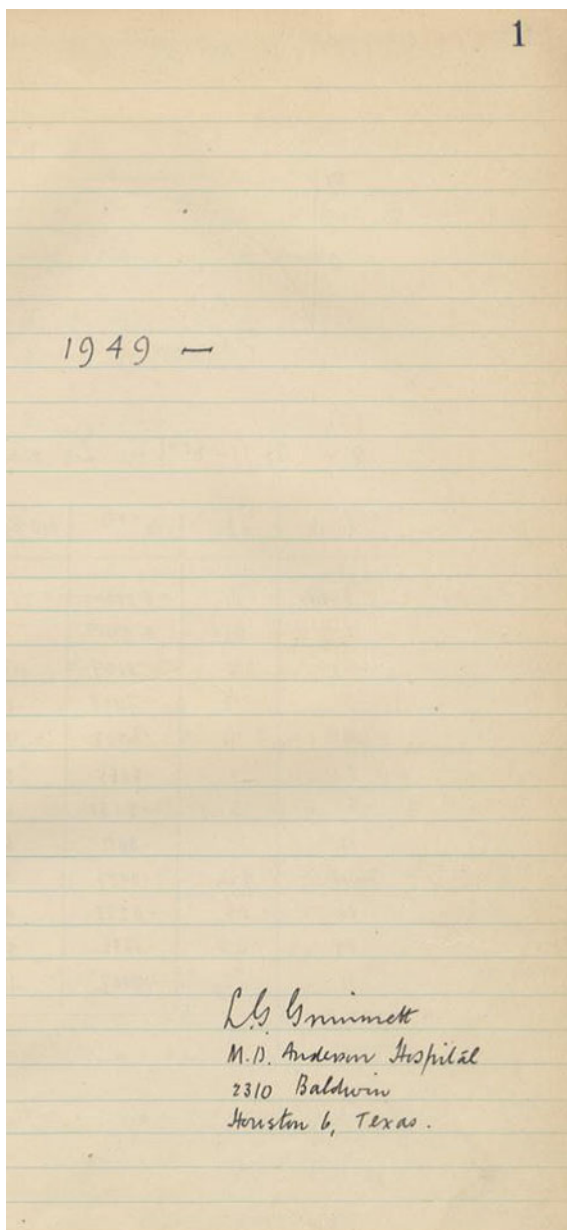 1
1949 —
L.G. Grimmett
M.D. Anderson Hospital
2310 Baldwin
Houston 6, Texas.